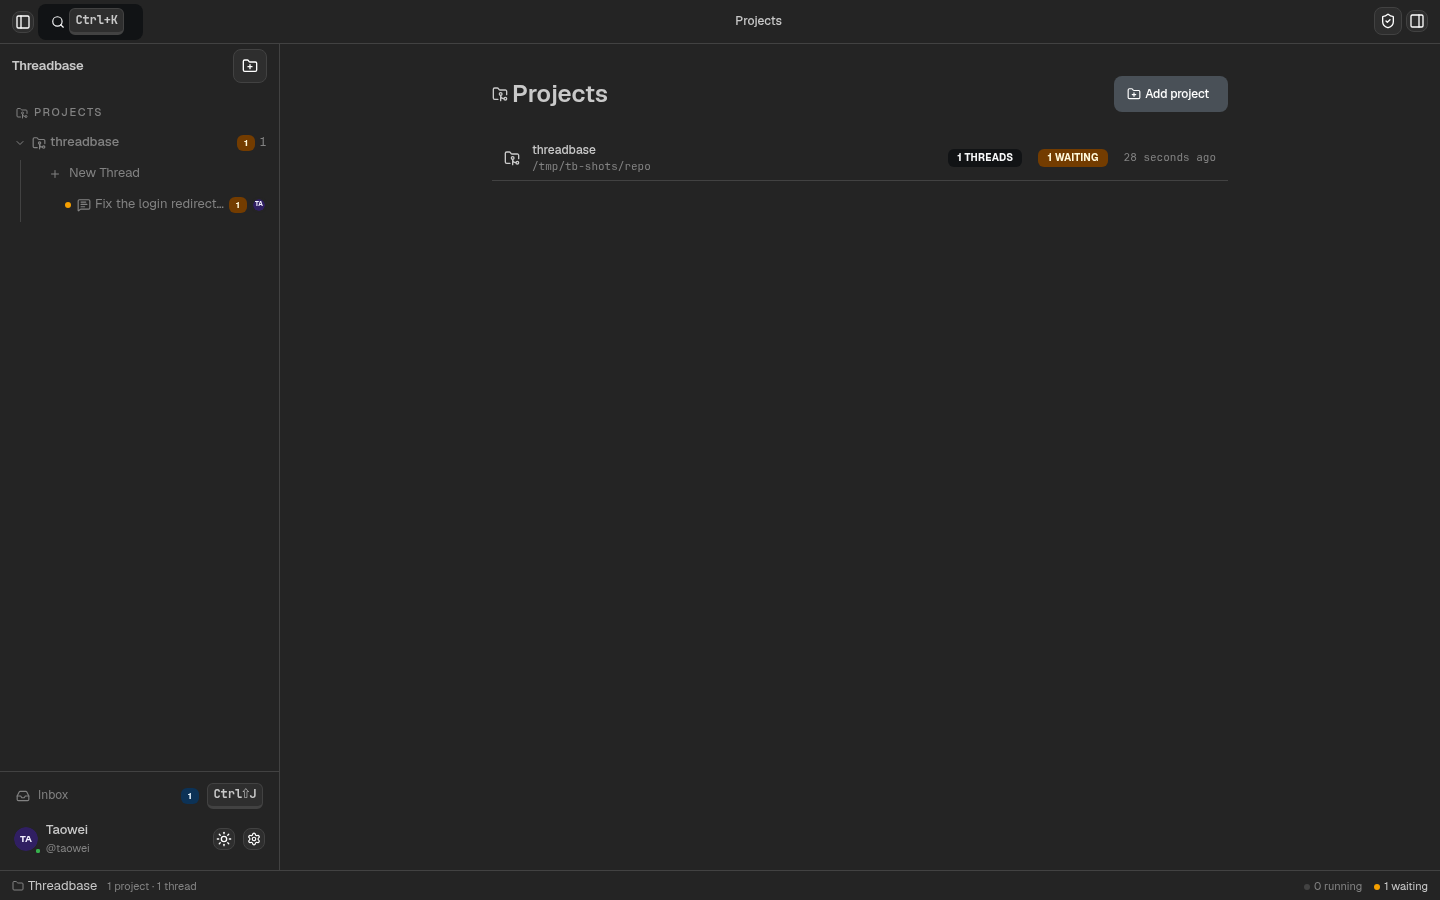 Ctrl+K
Projects
Threadbase
PROJECTS
threadbase 1 1
New Thread
Fix the login redirect... 1 TA
Projects
Add project
threadbase
/tmp/tb-shots/repo
1 THREADS 1 WAITING 28 seconds ago
Inbox 1 Ctrl⇧J
TA Taowei
@taowei
Threadbase 1 project · 1 thread
0 running 1 waiting